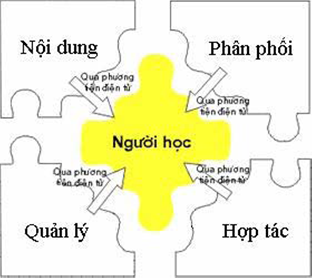 Nội dung
Phân phối
Qua phương
tiện điện tử
Qua phương
tiện điện tử
Người học
Qua phương
tiện điện tử
Qua phương
tiện điện tử
Quản lý
Hợp tác